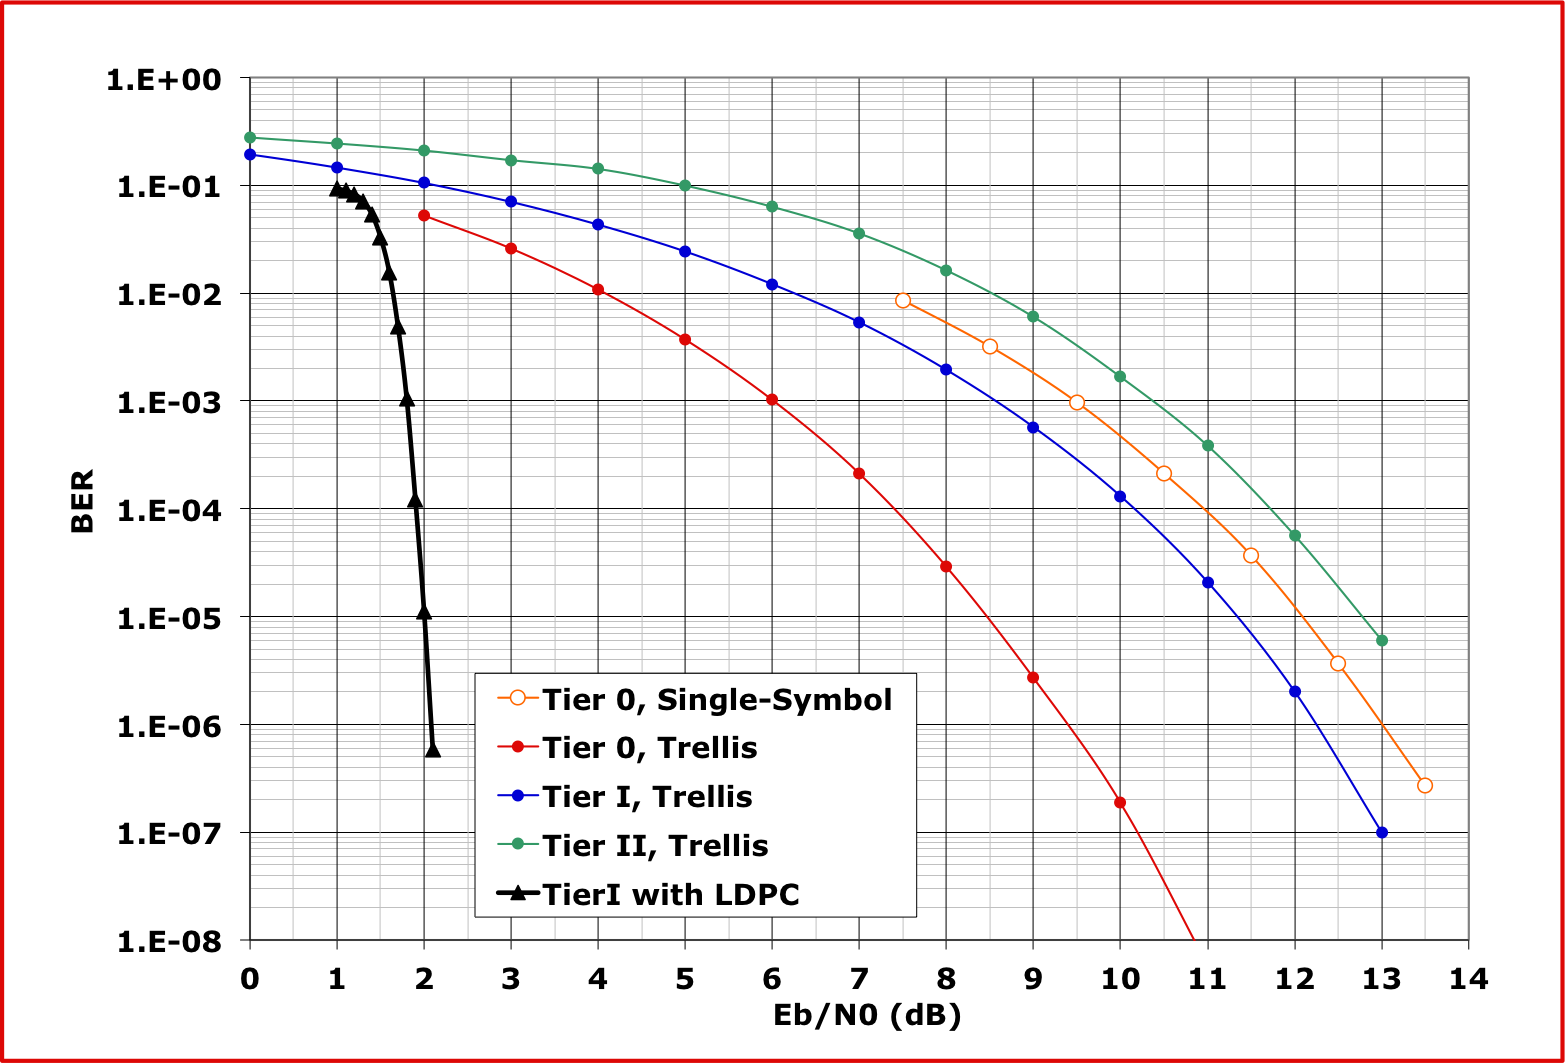 1.E+00
1.E-01
1.E-02
1.E-03
1.E-04
1.E-05
1.E-06
1.E-07
1.E-08
BER
Tier 0, Single-Symbol
Tier 0, Trellis
Tier I, Trellis
Tier II, Trellis
TierI with LDPC
0 1 2 3 4 5 6 7 8 9 10 11 12 13 14
Eb/N0 (dB)